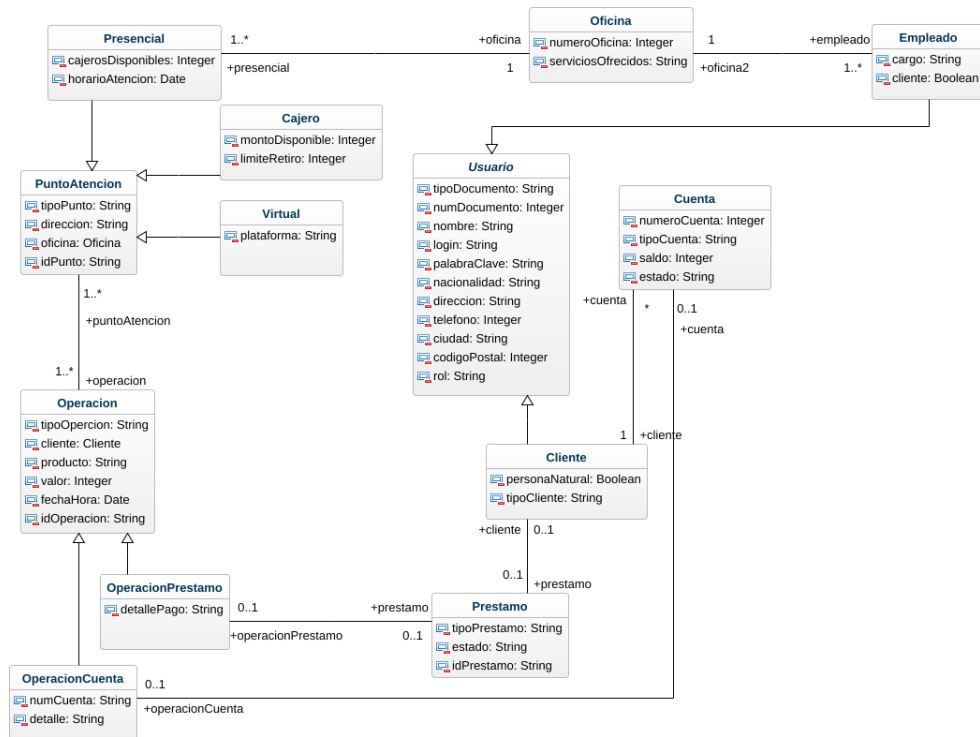 Presencial
cajerosDisponibles: Integer
horarioAtencion: Date
1..*
+presencial
+oficina
1
Oficina
numeroOficina: Integer
serviciosOfrecidos: String
1
+oficina2
+empleado
1..*
Empleado
cargo: String
cliente: Boolean
Cajero
montoDisponible: Integer
limiteRetiro: Integer
PuntoAtencion
tipoPunto: String
direccion: String
oficina: Oficina
idPunto: String
Virtual
plataforma: String
Usuario
tipoDocumento: String
numDocumento: Integer
nombre: String
login: String
palabraClave: String
nacionalidad: String
direccion: String
telefono: Integer
ciudad: String
codigoPostal: Integer
rol: String
Cuenta
numeroCuenta: Integer
tipoCuenta: String
saldo: Integer
estado: String
+cuenta
*
0..1
+cuenta
1..*
+puntoAtencion
1..*
+operacion
Operacion
tipoOpercion: String
cliente: Cliente
producto: String
valor: Integer
fechaHora: Date
idOperacion: String
1
+cliente
Cliente
personaNatural: Boolean
tipoCliente: String
+cliente
0..1
0..1
+prestamo
OperacionPrestamo
detallePago: String
0..1
+operacionPrestamo
+prestamo
0..1
Prestamo
tipoPrestamo: String
estado: String
idPrestamo: String
OperacionCuenta
numCuenta: String
detalle: String
0..1
+operacionCuenta